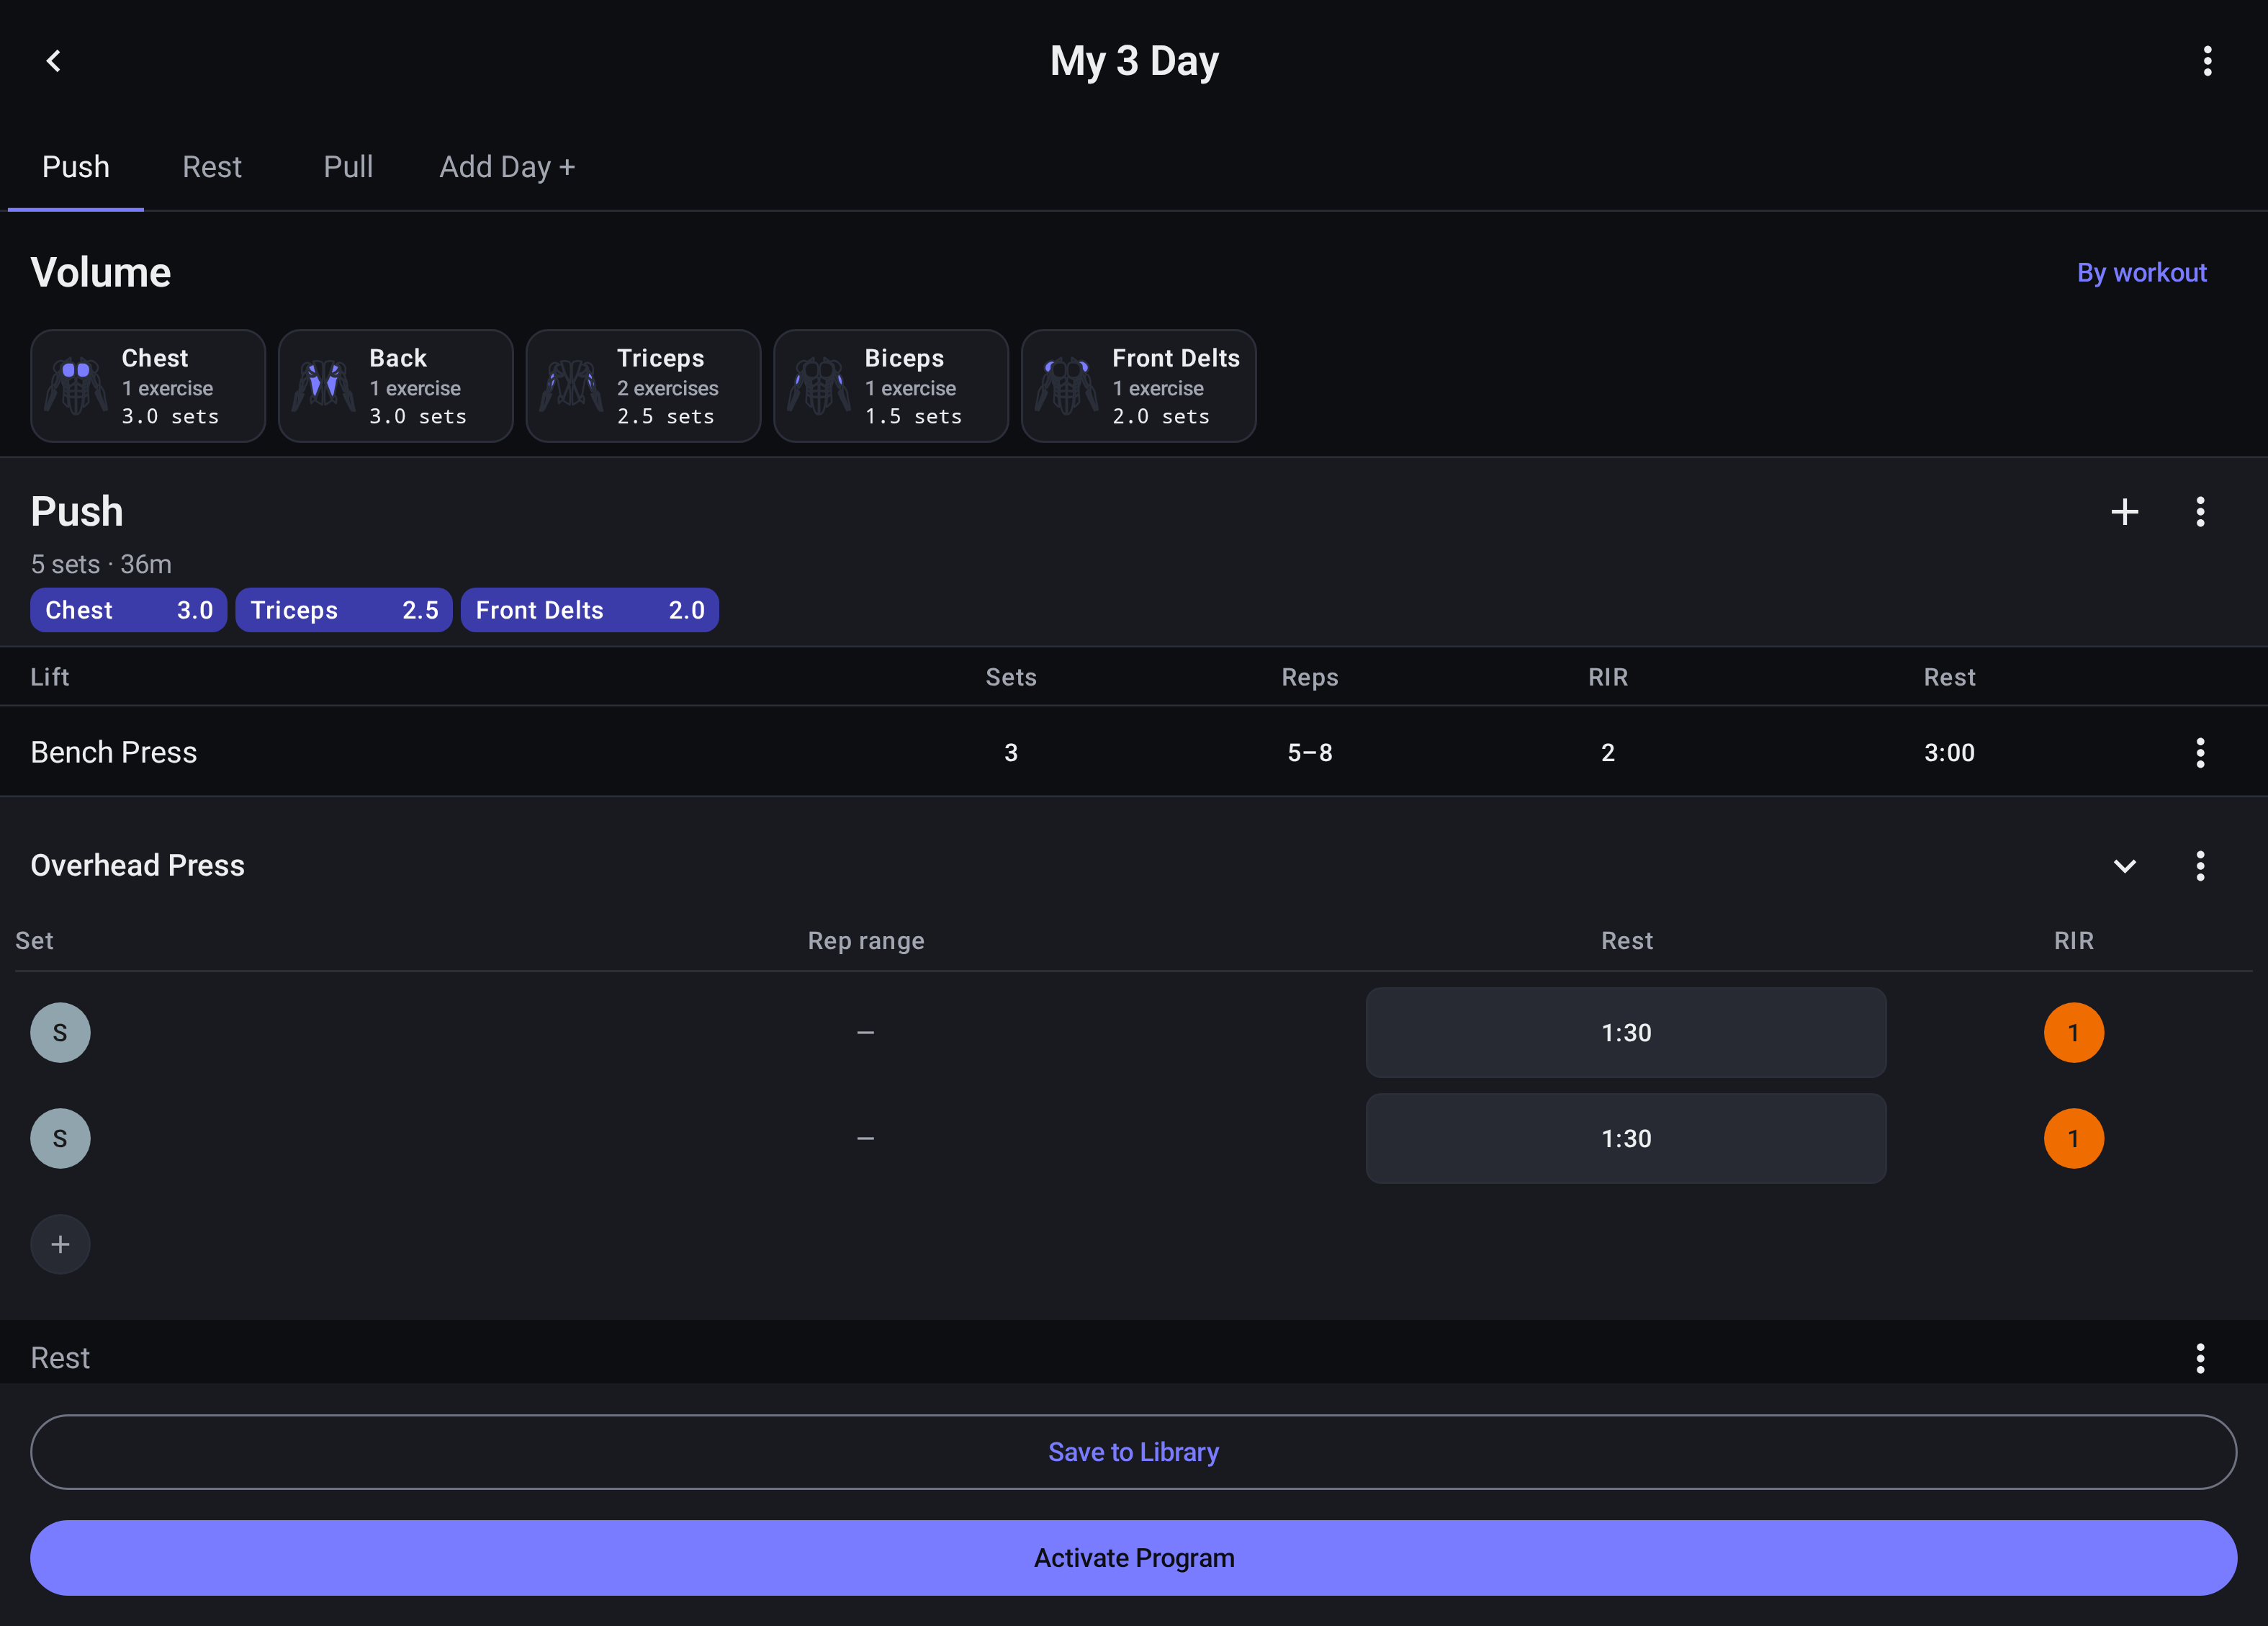 My 3 Day
Push Rest Pull Add Day +
Volume By workout
Chest
1 exercise
3.0 sets
Back
1 exercise
3.0 sets
Triceps
2 exercises
2.5 sets
Biceps
1 exercise
1.5 sets
Front Delts
1 exercise
2.0 sets
Push
5 sets · 36m
Chest 3.0 Triceps 2.5 Front Delts 2.0
Lift Sets Reps RIR Rest
Bench Press 3 5–8 2 3:00
Overhead Press
Set Rep range Rest RIR
S – 1:30 1
S – 1:30 1
+
Rest
Save to Library
Activate Program